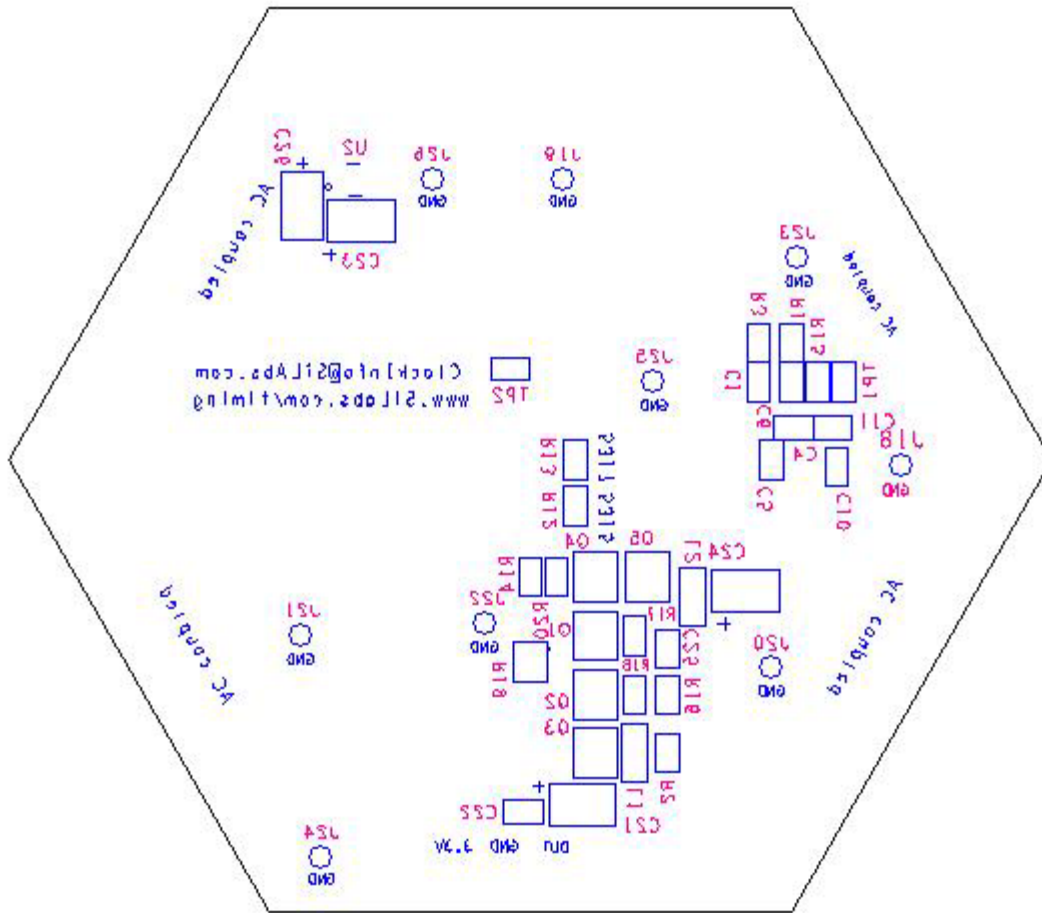 C26
+
U2
J26
GND
J19
GND
AC coupled
C23
+
J23
GND
AC coupled
R3
R1
R15
ClockInfo@SiLAbs.com
www.SiLabs.com/timing
TP2
J25
GND
C1
TP1
C6
C11
C4
J18
GND
C5
C10
R13
5317
R12
5315
Q4
Q5
L2
C24
+
R14
R20
J22
GND
Q1
R17
C25
R18
R16
J21
GND
AC coupled
J20
GND
AC coupled
Q2
Q3
L1
R2
+
C22
C21
3.3V GND DUT
J24
GND